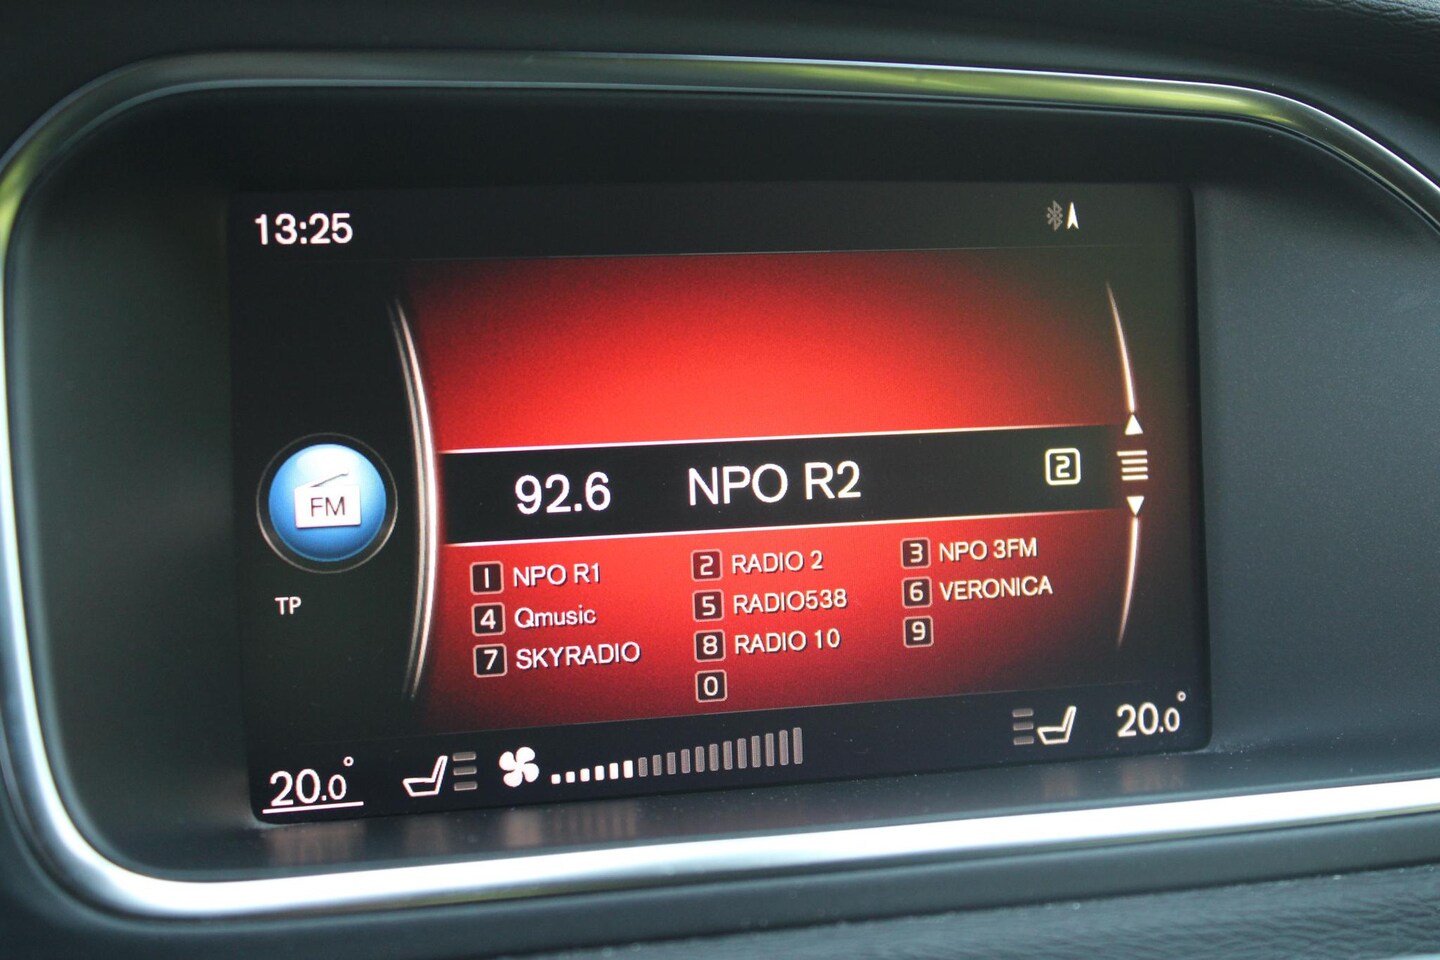 13:25
FM
TP
92.6 NPO R2 2
1 NPO R1 2 RADIO 2 3 NPO 3FM
4 Qmusic 5 RADIO538 6 VERONICA
7 SKYRADIO 8 RADIO 10 9
0
20.0° 20.0°